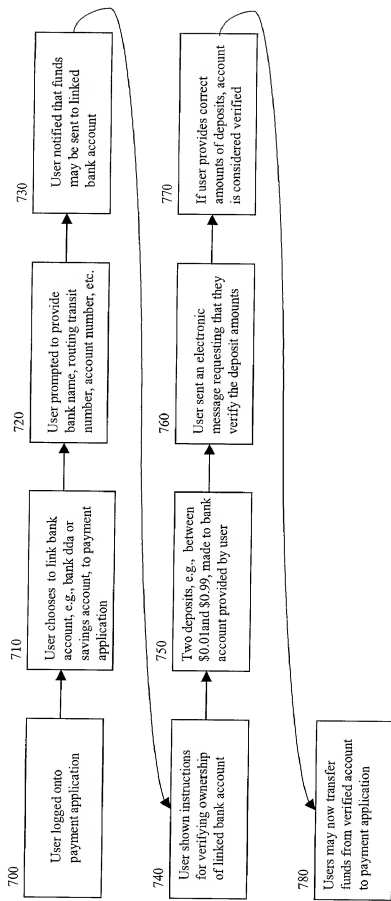 700
User logged onto
payment application
710
User chooses to link bank
account, e.g., bank dda or
savings account, to payment
application
720
User prompted to provide
bank name, routing transit
number, account number, etc.
730
User notified that funds
may be sent to linked
bank account
740
User shown instructions
for verifying ownership
of linked bank account
750
Two deposits, e.g., between
$0.01and $0.99, made to bank
account provided by user
760
User sent an electronic
message requesting that they
verify the deposit amounts
770
If user provides correct
amounts of deposits, account
is considered verified
780
Users may now transfer
funds from verified account
to payment application